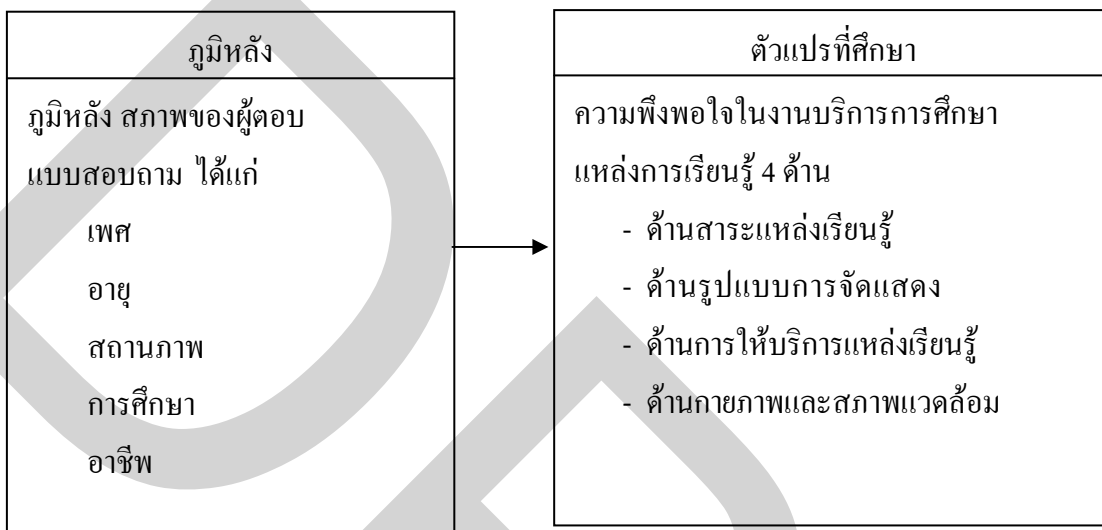 ภูมิหลัง
ภูมิหลัง สภาพของผู้ตอบ
แบบสอบถาม ได้แก่
เพศ
อายุ
สถานภาพ
การศึกษา
อาชีพ
ตัวแปรที่ศึกษา
ความพึงพอใจในงานบริการการศึกษา
แหล่งการเรียนรู้ 4 ด้าน
- ด้านสาระแหล่งเรียนรู้
- ด้านรูปแบบการจัดแสดง
- ด้านการให้บริการแหล่งเรียนรู้
- ด้านกายภาพและสภาพแวดล้อม